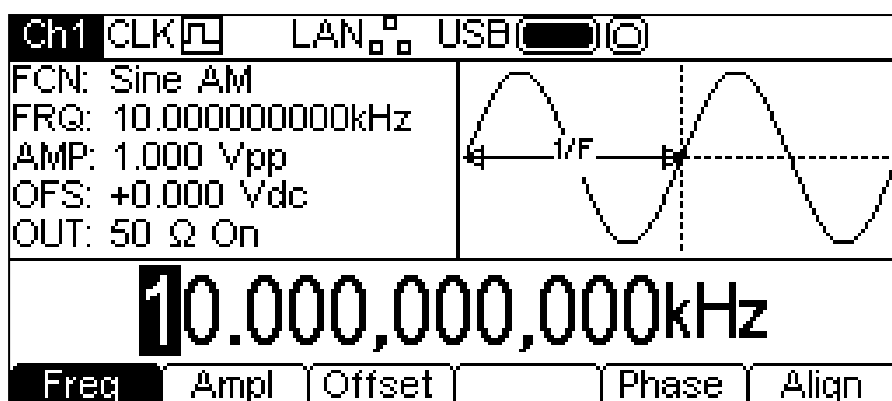 Ch1 CLK LAN USB
FCN: Sine AM
FRQ: 10.000000000kHz
AMP: 1.000 Vpp
OFS: +0.000 Vdc
OUT: 50 Ω On
1/F
10.000,000,000kHz
Freq Ampl Offset Phase Align